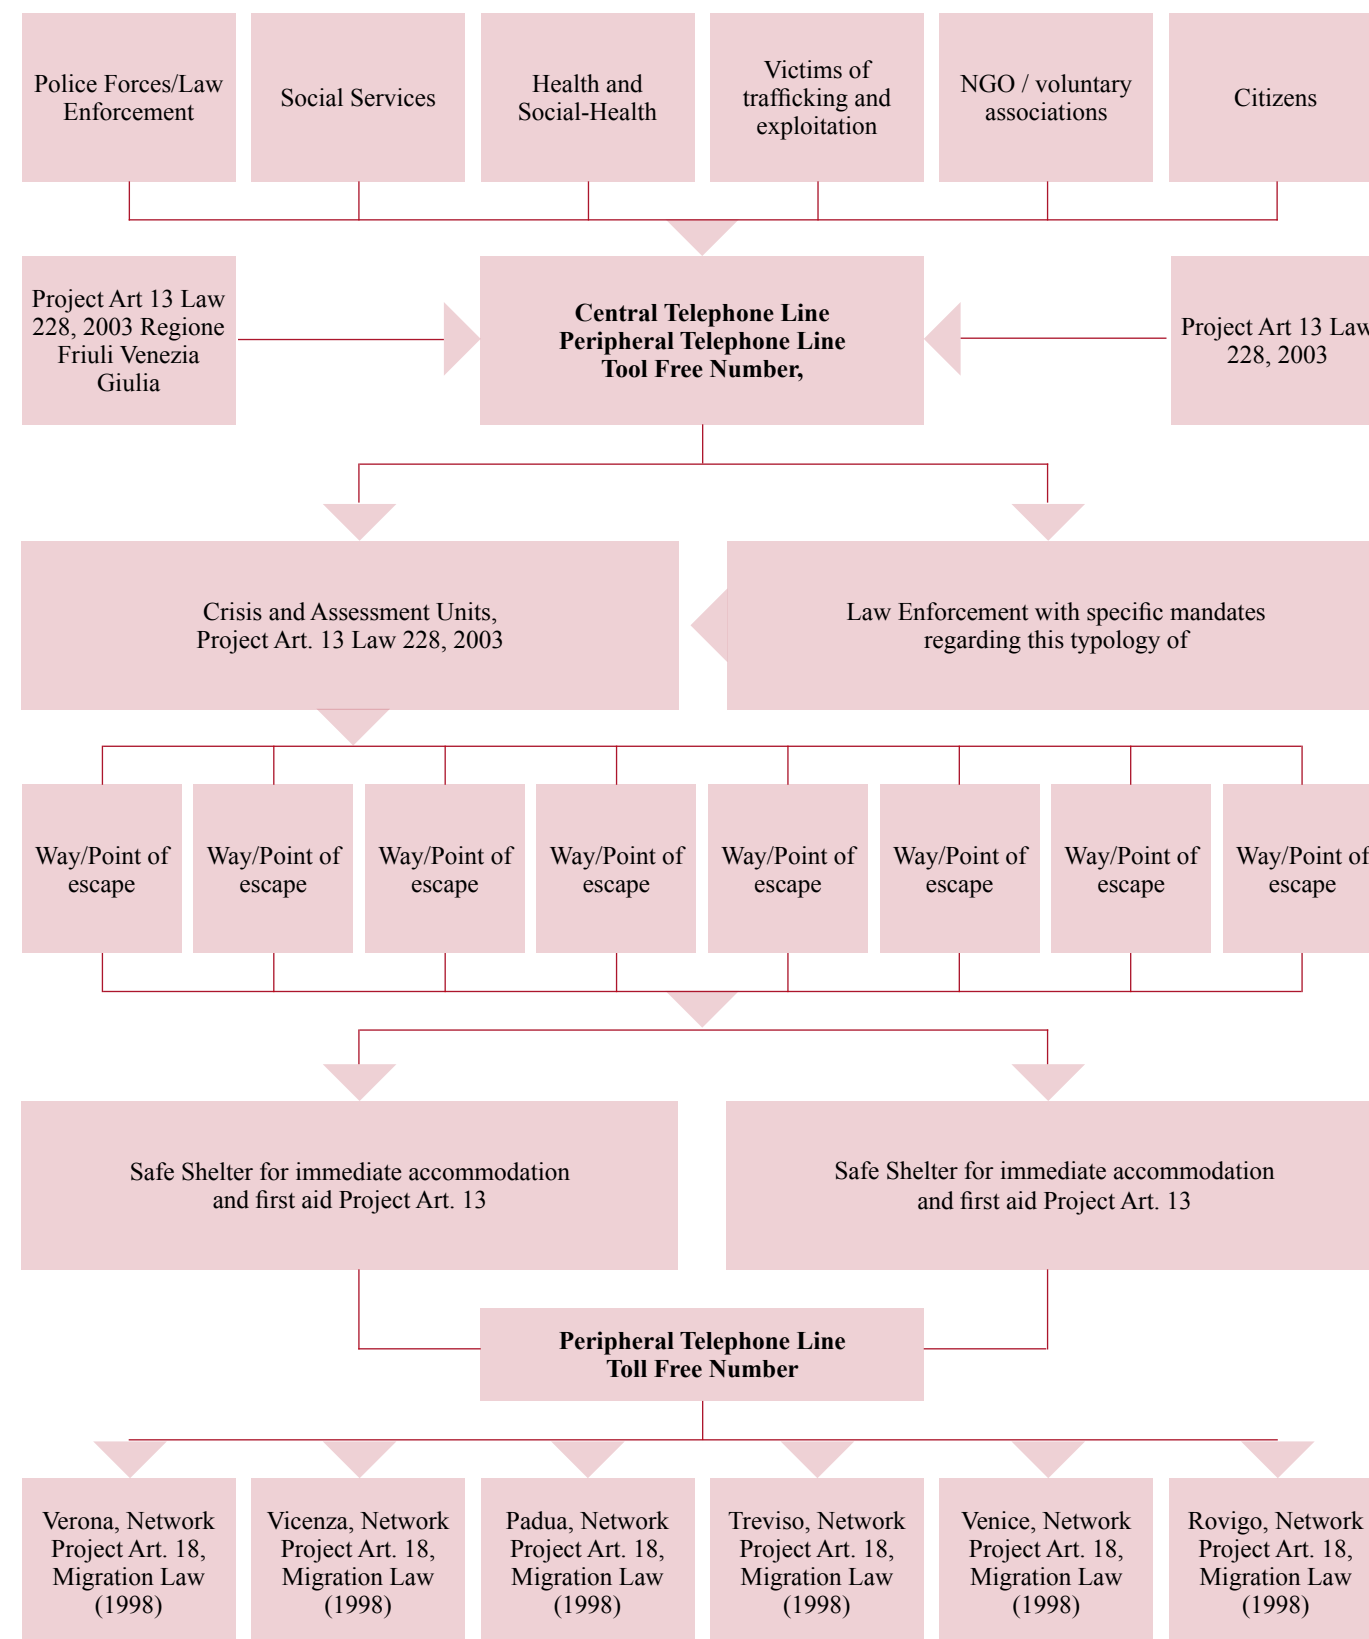 Police Forces/Law
Enforcement
Social Services
Health and
Social-Health
Victims of
trafficking and
exploitation
NGO / voluntary
associations
Citizens
Project Art 13 Law
228, 2003 Regione
Friuli Venezia
Giulia
Central Telephone Line
Peripheral Telephone Line
Tool Free Number,
Project Art 13 Law
228, 2003
Crisis and Assessment Units,
Project Art. 13 Law 228, 2003
Law Enforcement with specific mandates
regarding this typology of
Way/Point of
escape
Way/Point of
escape
Way/Point of
escape
Way/Point of
escape
Way/Point of
escape
Way/Point of
escape
Way/Point of
escape
Way/Point of
escape
Safe Shelter for immediate accommodation
and first aid Project Art. 13
Safe Shelter for immediate accommodation
and first aid Project Art. 13
Peripheral Telephone Line
Toll Free Number
Verona, Network
Project Art. 18,
Migration Law
(1998)
Vicenza, Network
Project Art. 18,
Migration Law
(1998)
Padua, Network
Project Art. 18,
Migration Law
(1998)
Treviso, Network
Project Art. 18,
Migration Law
(1998)
Venice, Network
Project Art. 18,
Migration Law
(1998)
Rovigo, Network
Project Art. 18,
Migration Law
(1998)